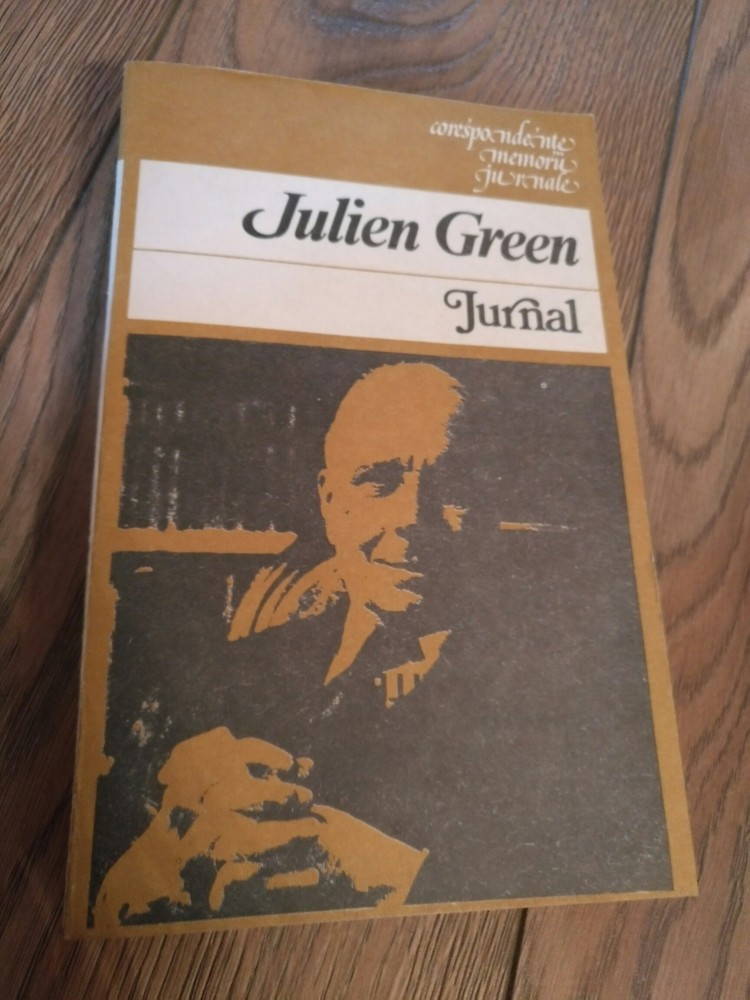 corespondențe
memorii
jurnale
Julien Green
Jurnal